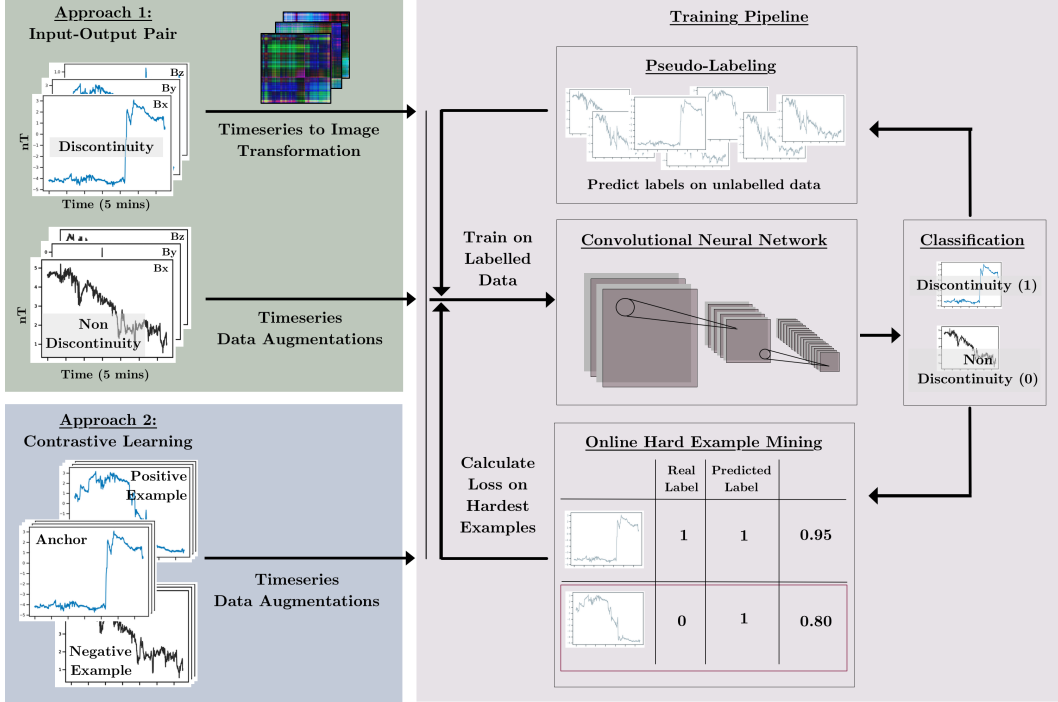 Approach 1:
Input-Output Pair
Bz
By
Bx
nT
Discontinuity
Time (5 mins)
Timeseries to Image
Transformation
Bz
By
Bx
nT
Non
Discontinuity
Time (5 mins)
Timeseries
Data Augmentations
Approach 2:
Contrastive Learning
Positive
Example
Anchor
Negative
Example
Timeseries
Data Augmentations
Training Pipeline
Pseudo-Labeling
Predict labels on unlabelled data
Train on
Labelled
Data
Convolutional Neural Network
Classification
Discontinuity (1)
Non
Discontinuity (0)
Calculate
Loss on
Hardest
Examples
Online Hard Example Mining
Real Label Predicted Label
1 1 0.95
0 1 0.80